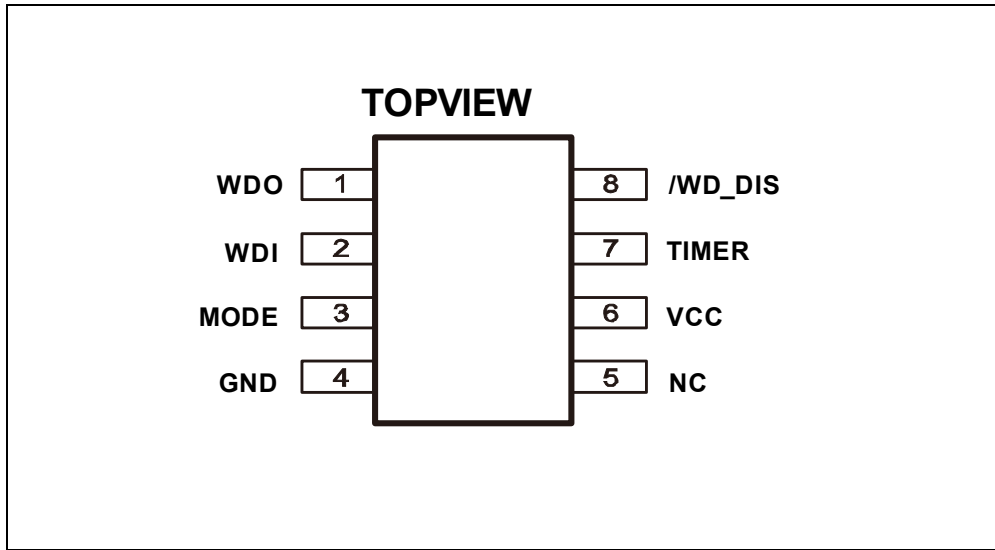 TOPVIEW
WDO 1 8 /WD_DIS
WDI 2 7 TIMER
MODE 3 6 VCC
GND 4 5 NC